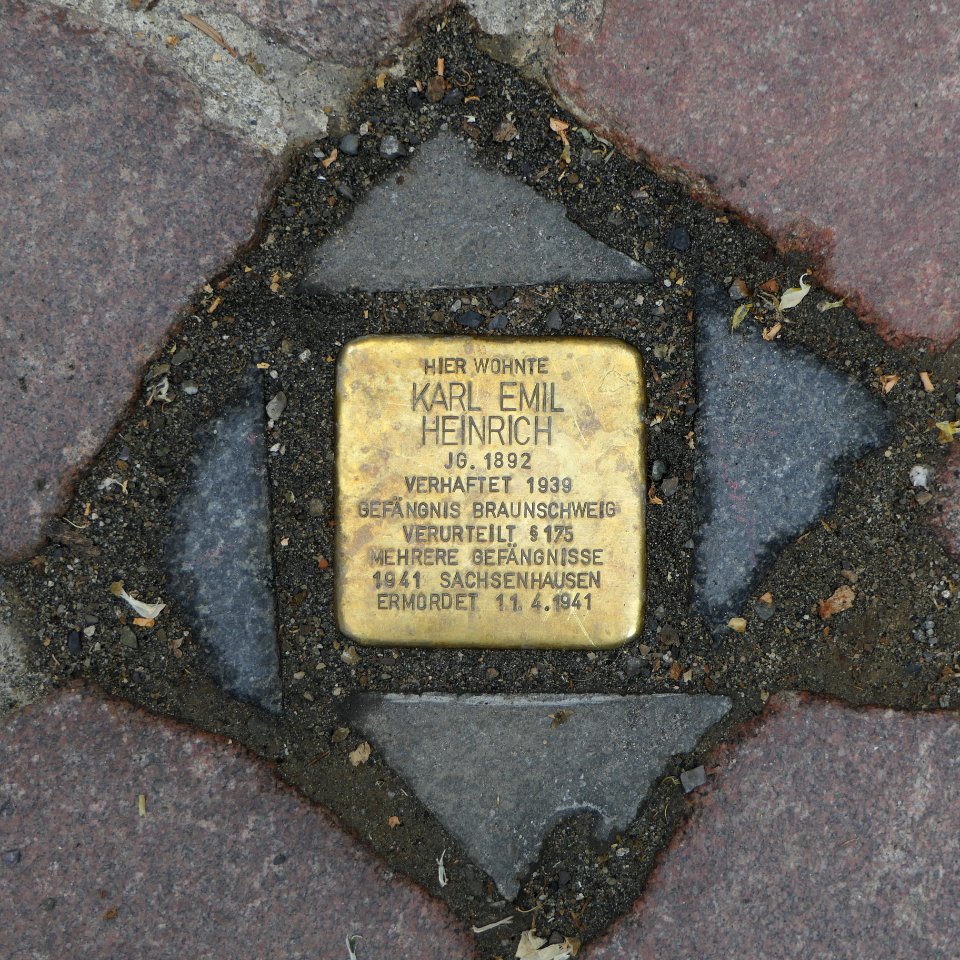 HIER WOHNTE
KARL EMIL
HEINRICH
JG. 1892
VERHAFTET 1939
GEFÄNGNIS BRAUNSCHWEIG
VERURTEILT § 175
MEHRERE GEFÄNGNISSE
1941 SACHSENHAUSEN
ERMORDET 11.4.1941